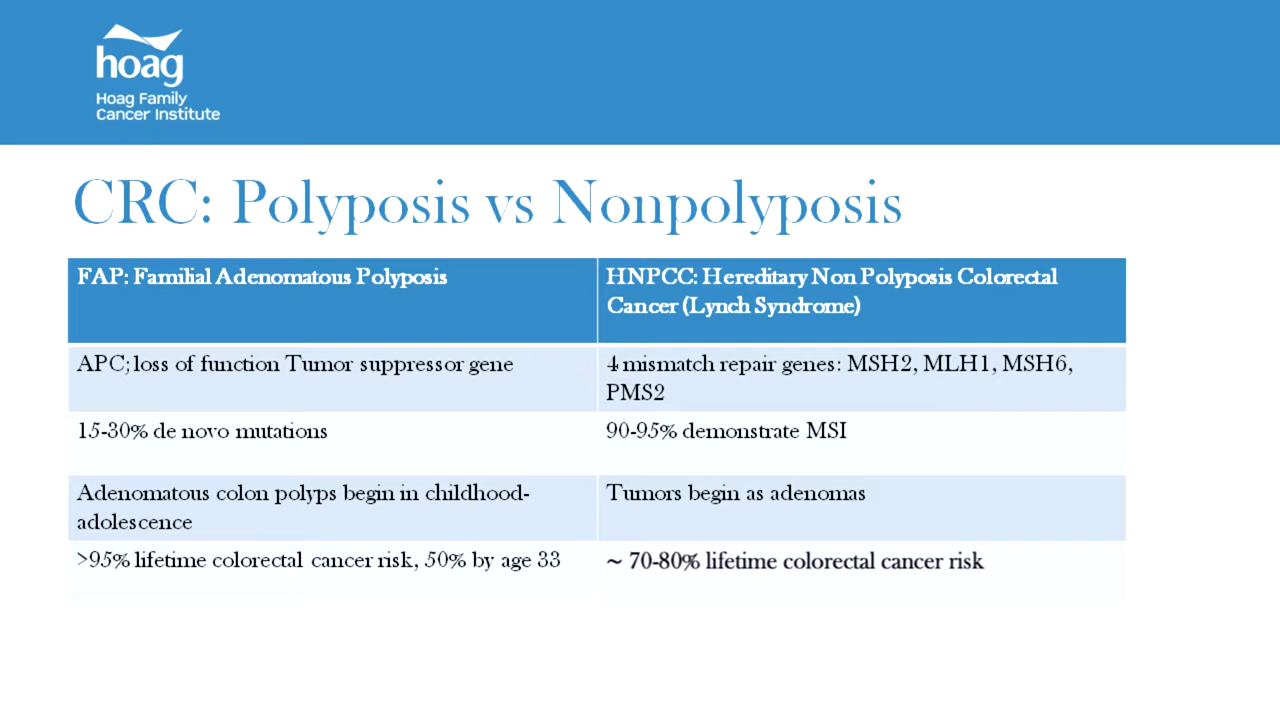 hoag
Hoag Family
Cancer Institute
CRC: Polyposis vs Nonpolyposis
FAP: Familial Adenomatous Polyposis
HNPCC: Hereditary Non Polyposis Colorectal
Cancer (Lynch Syndrome)
APC; loss of function Tumor suppressor gene
4 mismatch repair genes: MSH2, MLH1, MSH6,
PMS2
15-30% de novo mutations
90-95% demonstrate MSI
Adenomatous colon polyps begin in childhood-
adolescence
Tumors begin as adenomas
>95% lifetime colorectal cancer risk, 50% by age 33
~ 70-80% lifetime colorectal cancer risk